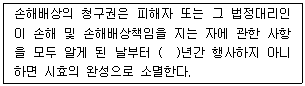 손해배상의 청구권은 피해자 또는 그 법정대리인
이 손해 및 손해배상책임을 지는 자에 관한 사항
을 모두 알게 된 날부터 (  )년간 행사하지 아니
하면 시효의 완성으로 소멸한다.